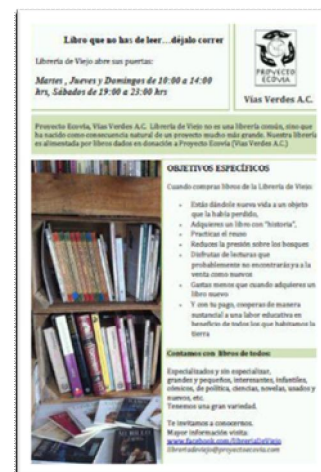 Libro que no has de leer...déjalo correr
Librería de Viejo abre sus puertas:
Martes , Jueves y Domingos de 10:00 a 14:00
hrs, Sábados de 19:00 a 23:00 hrs
PROYECTO
ECOVIA
Vías Verdes A.C.
Proyecto Ecovia, Vías Verdes A.C. Librería de Viejo no es una librería común, sino que
ha nacido como consecuencia natural de un proyecto mucho más grande. Nuestra librería
es alimentada por libros dados en donación a Proyecto Ecovia (Vías Verdes A.C.)
OBJETIVOS ESPECÍFICOS
Cuando compras libros de la Librería de Viejo:
Estás dándole nueva vida a un objeto
que la había perdido,
Adquieres un libro con "historia",
Practicas el reuso
Reduces la presión sobre los bosques
Disfrutas de lecturas que
probablemente no encontrarás ya a la
venta como nuevos
Gastas menos que cuando adquieres un
libro nuevo
Y con tu pago, cooperas de manera
sustancial a una labor educativa en
beneficio de todos los que habitamos la
tierra
Contamos con libros de todo:
Especializados y sin especializar,
grandes y pequeños, interesantes, infantiles,
cómicos, de política, ciencias, novelas, usados y
nuevos, etc.
Tenemos una gran variedad.
Te invitamos a conocernos.
Mayor información visita:
www.facebook.com/libreriaDeViejo
libreriadeviejo@proyectoecovia.com